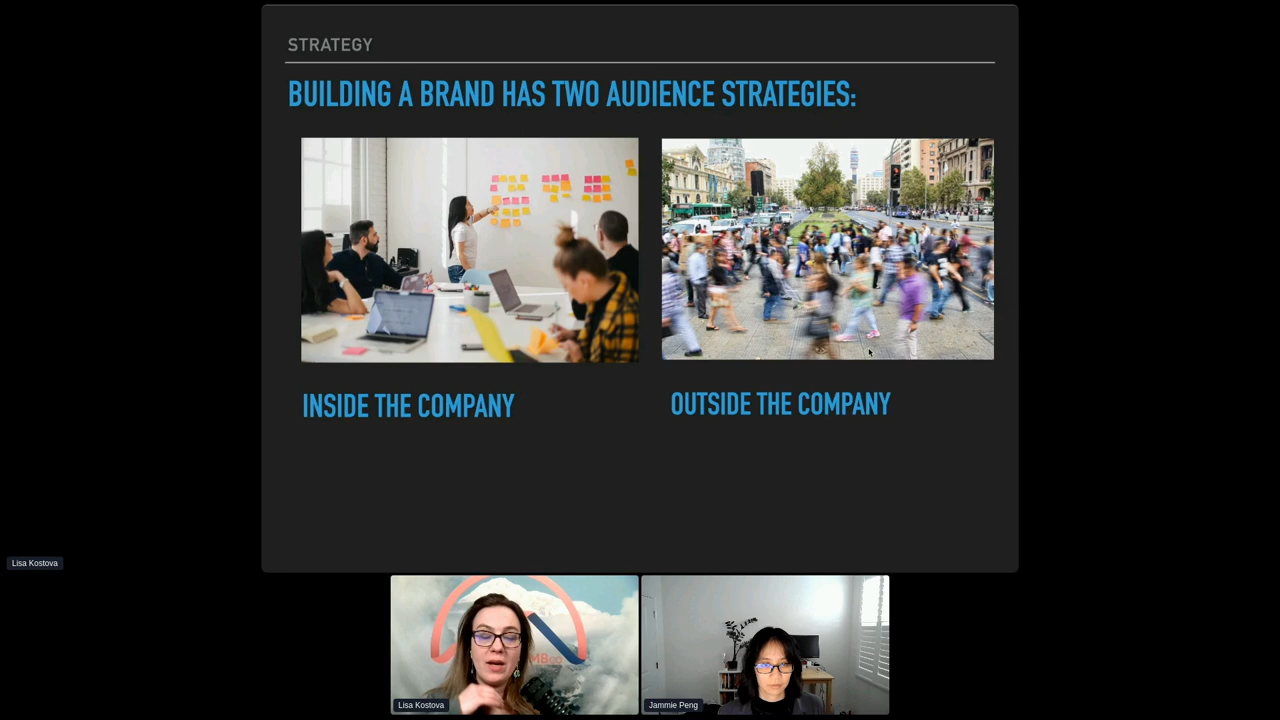 STRATEGY
BUILDING A BRAND HAS TWO AUDIENCE STRATEGIES:
INSIDE THE COMPANY
OUTSIDE THE COMPANY
Lisa Kostova
Lisa Kostova
Jammie Peng